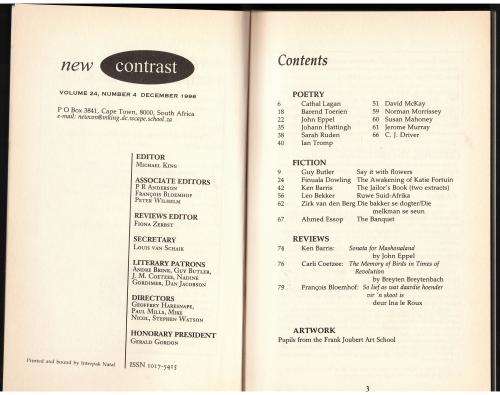 new contrast
VOLUME 24, NUMBER 4 DECEMBER 1996
P O Box 3841, Cape Town, 8000, South Africa
EDITOR
MICHAEL KING
ASSOCIATE EDITORS
P R ANDERSON
FRANÇOIS BLOEMHOF
PETER WILHELM
REVIEWS EDITOR
FIONA ZERBST
SECRETARY
LOUIS VAN SCHAIK
LITERARY PATRONS
ANDRE BRINK, GUY BUTLER,
J. M. COETZEE, NADINE
GORDIMER, DAN JACOBSON
DIRECTORS
GEOFFREY HARESNAPE,
PAUL MILLS, MIKE
NICOL, STEPHEN WATSON
HONORARY PRESIDENT
GERALD GORDON
Printed and bound by Interpak Natal
ISSN 1017-5415
Contents
POETRY
6 Cathal Lagan
18 Barend Toerien
22 John Eppel
35 Johann Hattingh
38 Sarah Ruden
40 Ian Tromp
51 David McKay
59 Norman Morrissey
60 Susan Mahoney
61 Jerome Murray
66 C. J. Driver
FICTION
9 Guy Butler Say it with flowers
24 Finuala Dowling The Awakening of Katie Fortuin
42 Ken Barris The Jailor's Book (two extracts)
56 Leo Bekker Rowe Suid-Afrika
62 Zirk van den Berg Die bakker se dogter/Die
melkman se seun
67 Ahmed Essop The Banquet
REVIEWS
74 Ken Barris: Sonata for Mashonaland
by John Eppel
76 Carli Coetzee: The Memory of Birds in Times of
Revolution
by Breyten Breytenbach
79 François Bloemhof: So lief as wat daardie hoender
vir 'n skoot is
deur Ina le Roux
ARTWORK
Pupils from the Frank Joubert Art School
3